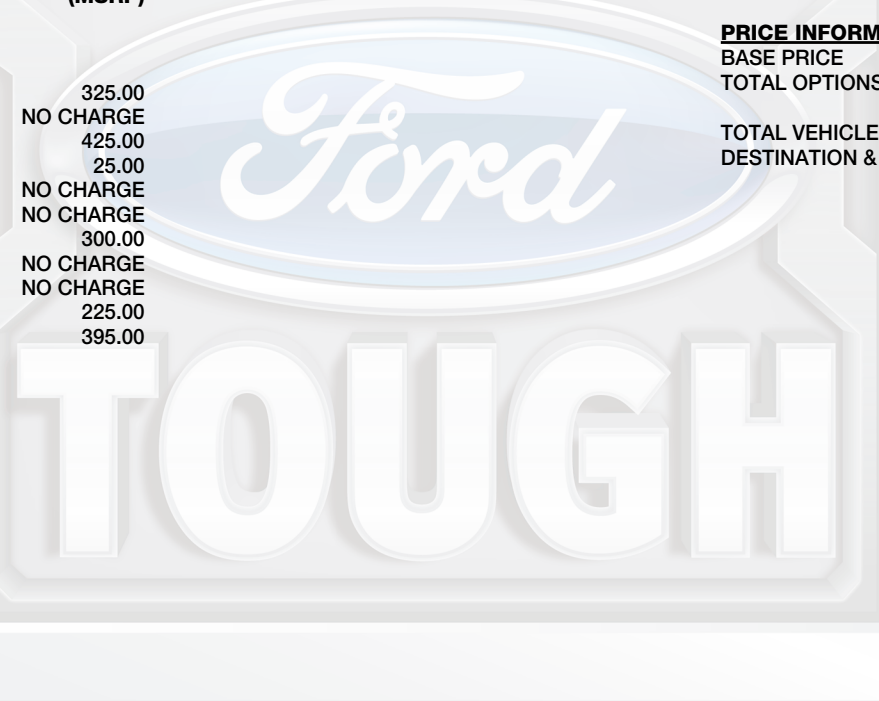 (MSRP)
325.00
NO CHARGE
425.00
25.00
NO CHARGE
NO CHARGE
300.00
NO CHARGE
NO CHARGE
225.00
395.00
PRICE INFORM
BASE PRICE
TOTAL OPTIONS
TOTAL VEHICLE
DESTINATION &
Ford
TOUGH